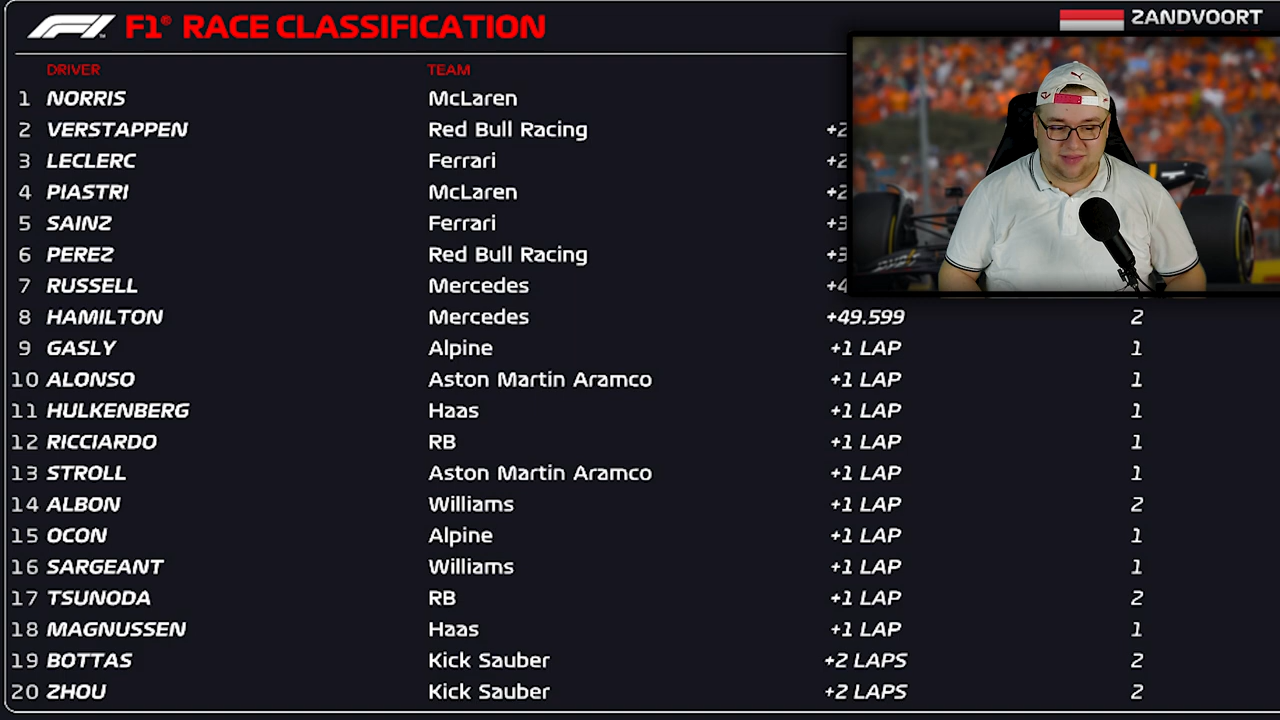 F1® RACE CLASSIFICATION
ZANDVOORT
DRIVER TEAM
1 NORRIS McLaren
2 VERSTAPPEN Red Bull Racing +2
3 LECLERC Ferrari +2
4 PIASTRI McLaren +2
5 SAINZ Ferrari +3
6 PEREZ Red Bull Racing +3
7 RUSSELL Mercedes +4
8 HAMILTON Mercedes +49.599 2
9 GASLY Alpine +1 LAP 1
10 ALONSO Aston Martin Aramco +1 LAP 1
11 HULKENBERG Haas +1 LAP 1
12 RICCIARDO RB +1 LAP 1
13 STROLL Aston Martin Aramco +1 LAP 1
14 ALBON Williams +1 LAP 2
15 OCON Alpine +1 LAP 1
16 SARGEANT Williams +1 LAP 1
17 TSUNODA RB +1 LAP 2
18 MAGNUSSEN Haas +1 LAP 1
19 BOTTAS Kick Sauber +2 LAPS 2
20 ZHOU Kick Sauber +2 LAPS 2